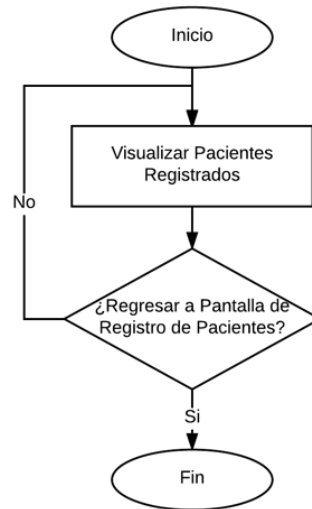 Inicio
Visualizar Pacientes
Registrados
No
¿Regresar a Pantalla de
Registro de Pacientes?
Si
Fin